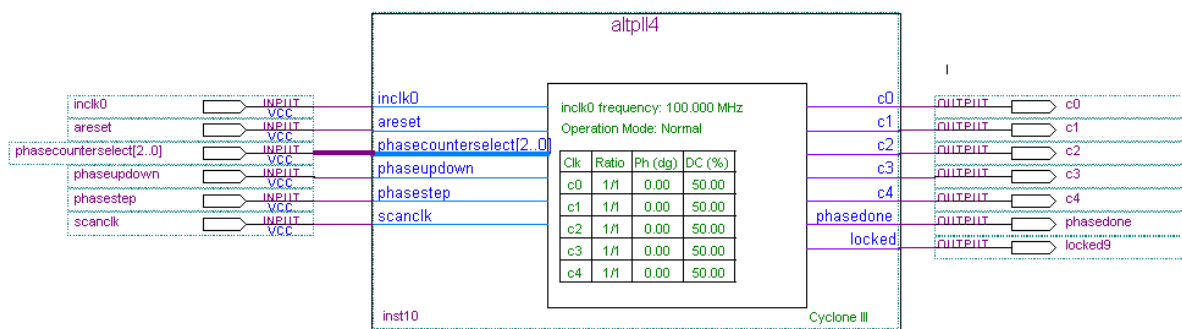 altpll4
inclk0 INPUT VCC inclk0 inclk0 frequency: 100.000 MHz c0 OUTPUT c0
areset INPUT VCC areset Operation Mode: Normal c1 OUTPUT c1
phasecounterselect[2..0] INPUT VCC phasecounterselect[2..0] c2 OUTPUT c2
Clk Ratio Ph (dg) DC (%)
phaseupdown INPUT VCC phaseupdown c0 1/1 0.00 50.00 c3 OUTPUT c3
phasestep INPUT VCC phasestep c1 1/1 0.00 50.00 c4 OUTPUT c4
scanclk INPUT VCC scanclk c2 1/1 0.00 50.00 phasedone OUTPUT phasedone
c3 1/1 0.00 50.00 locked OUTPUT locked9
c4 1/1 0.00 50.00
inst10 Cyclone III